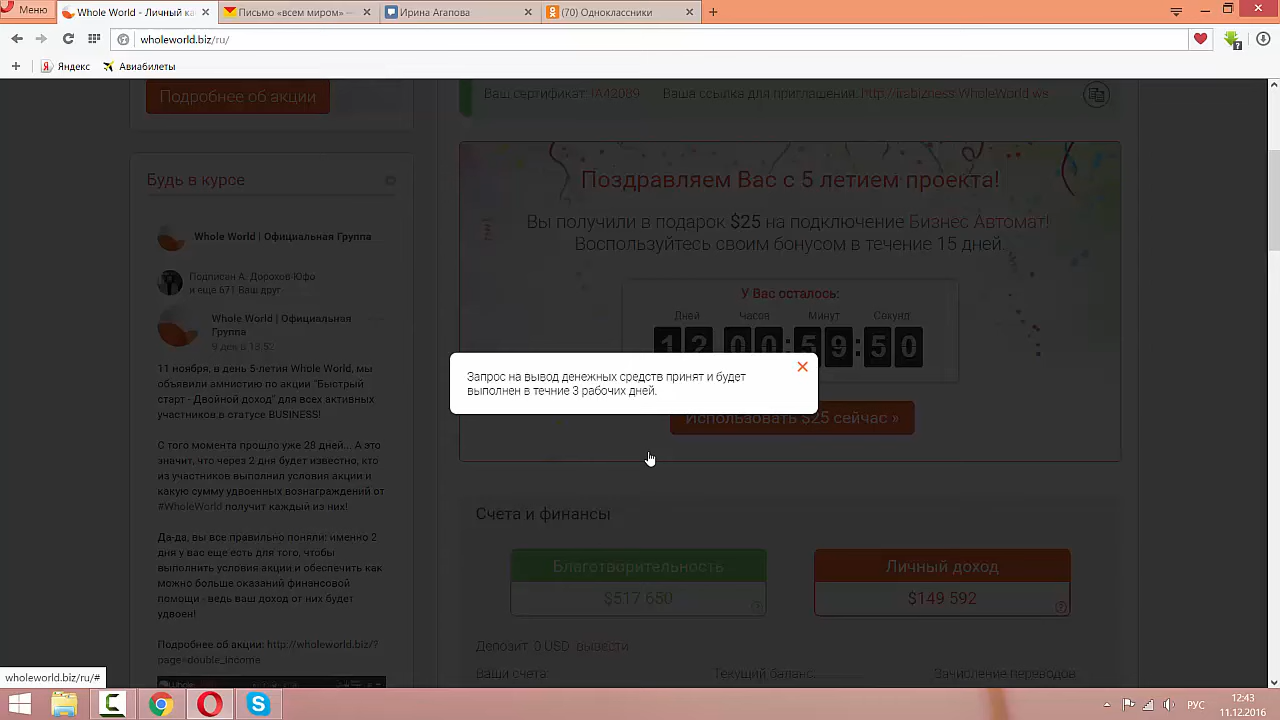 Меню
Whole World - Личный ка
Письмо «всем миром» —
Ирина Агапова
(70) Одноклассники
wholeworld.biz/ru/
Яндекс
Авиабилеты
Подробнее об акции
Ваш сертификат: IA42089
Ваша ссылка для приглашения: http://irabizness.WholeWorld.ws
Будь в курсе
Whole World | Официальная Группа
Подписан А. Дорохов-Юфо
и еще 671 Ваш друг
Whole World | Официальная
Группа
9 дек в 13:52
11 ноября, в день 5-летия Whole World, мы
объявили амнистию по акции "Быстрый
старт - Двойной доход" для всех активных
участников в статусе BUSINESS!
С того момента прошло уже 28 дней... А это
значит, что через 2 дня будет известно, кто
из участников выполнил условия акции и
какую сумму удвоенных вознаграждений от
#WholeWorld получит каждый из них!
Да-да, вы все правильно поняли: именно 2
дня у вас еще есть для того, чтобы
выполнить условия акции и обеспечить как
можно больше оказаний финансовой
помощи - ведь ваш доход от них будет
удвоен!
Подробнее об акции: http://wholeworld.biz/?
page=double_income
Поздравляем Вас с 5 летием проекта!
Вы получили в подарок $25 на подключение Бизнес Автомат!
Воспользуйтесь своим бонусом в течение 15 дней.
У Вас осталось:
Дней Часов Минут Секунд
12 00:59:50
Запрос на вывод денежных средств принят и будет
выполнен в течние 3 рабочих дней.
Использовать $25 сейчас »
Счета и финансы
Благотворительность
$517 650
Личный доход
$149 592
Депозит: 0 USD вывести
Ваши счета:
Текущий баланс
Зачисление переводов
wholeworld.biz/ru/#
РУС
12:43
11.12.2016